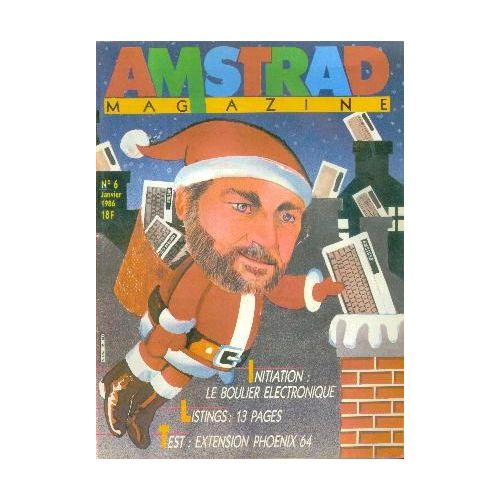 AMSTRAD
MAGAZINE
N° 6
Janvier
1986
18F
INITIATION :
LE BOULIER ELECTRONIQUE
LISTINGS : 13 PAGES
TEST : EXTENSION PHOENIX 64